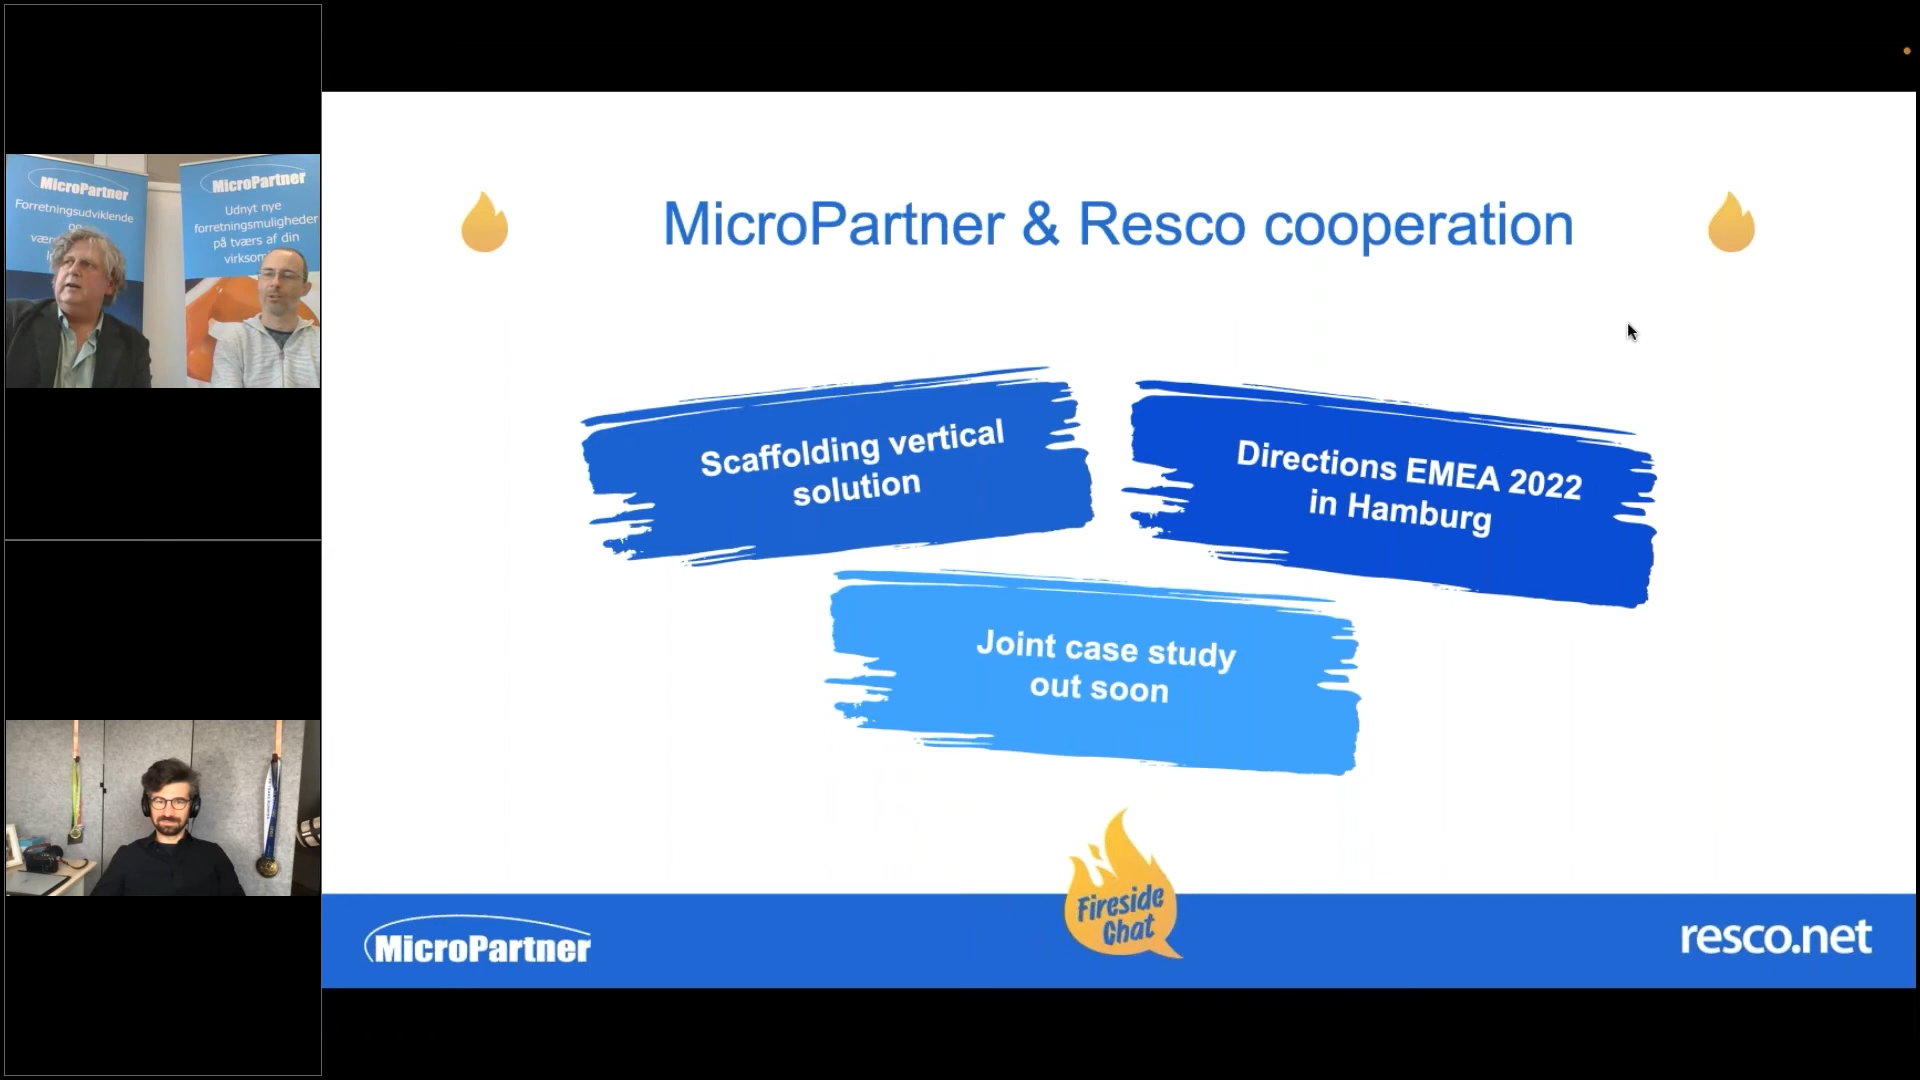 MicroPartner
Forretningsudviklende
og
MicroPartner
Udnyt nye
forretningsmuligheder
på tværs af din
MicroPartner & Resco cooperation
Scaffolding vertical
solution
Directions EMEA 2022
in Hamburg
Joint case study
out soon
MicroPartner
Fireside
Chat
resco.net